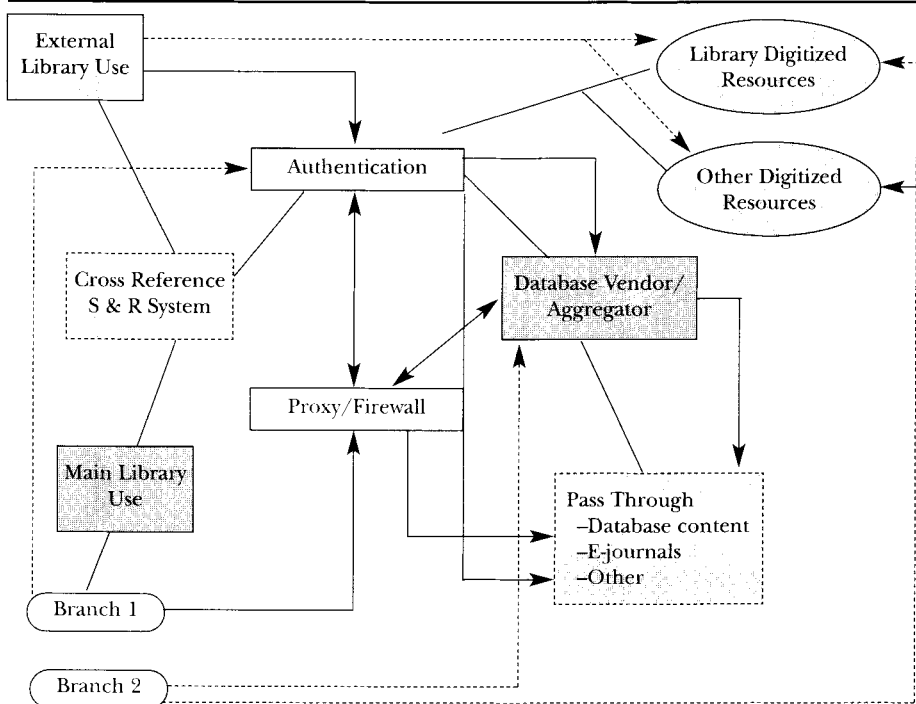 External
Library Use
Library Digitized
Resources
Authentication
Other Digitized
Resources
Cross Reference
S & R System
Database Vendor/
Aggregator
Proxy/Firewall
Main Library
Use
Pass Through
–Database content
–E-journals
–Other
Branch 1
Branch 2